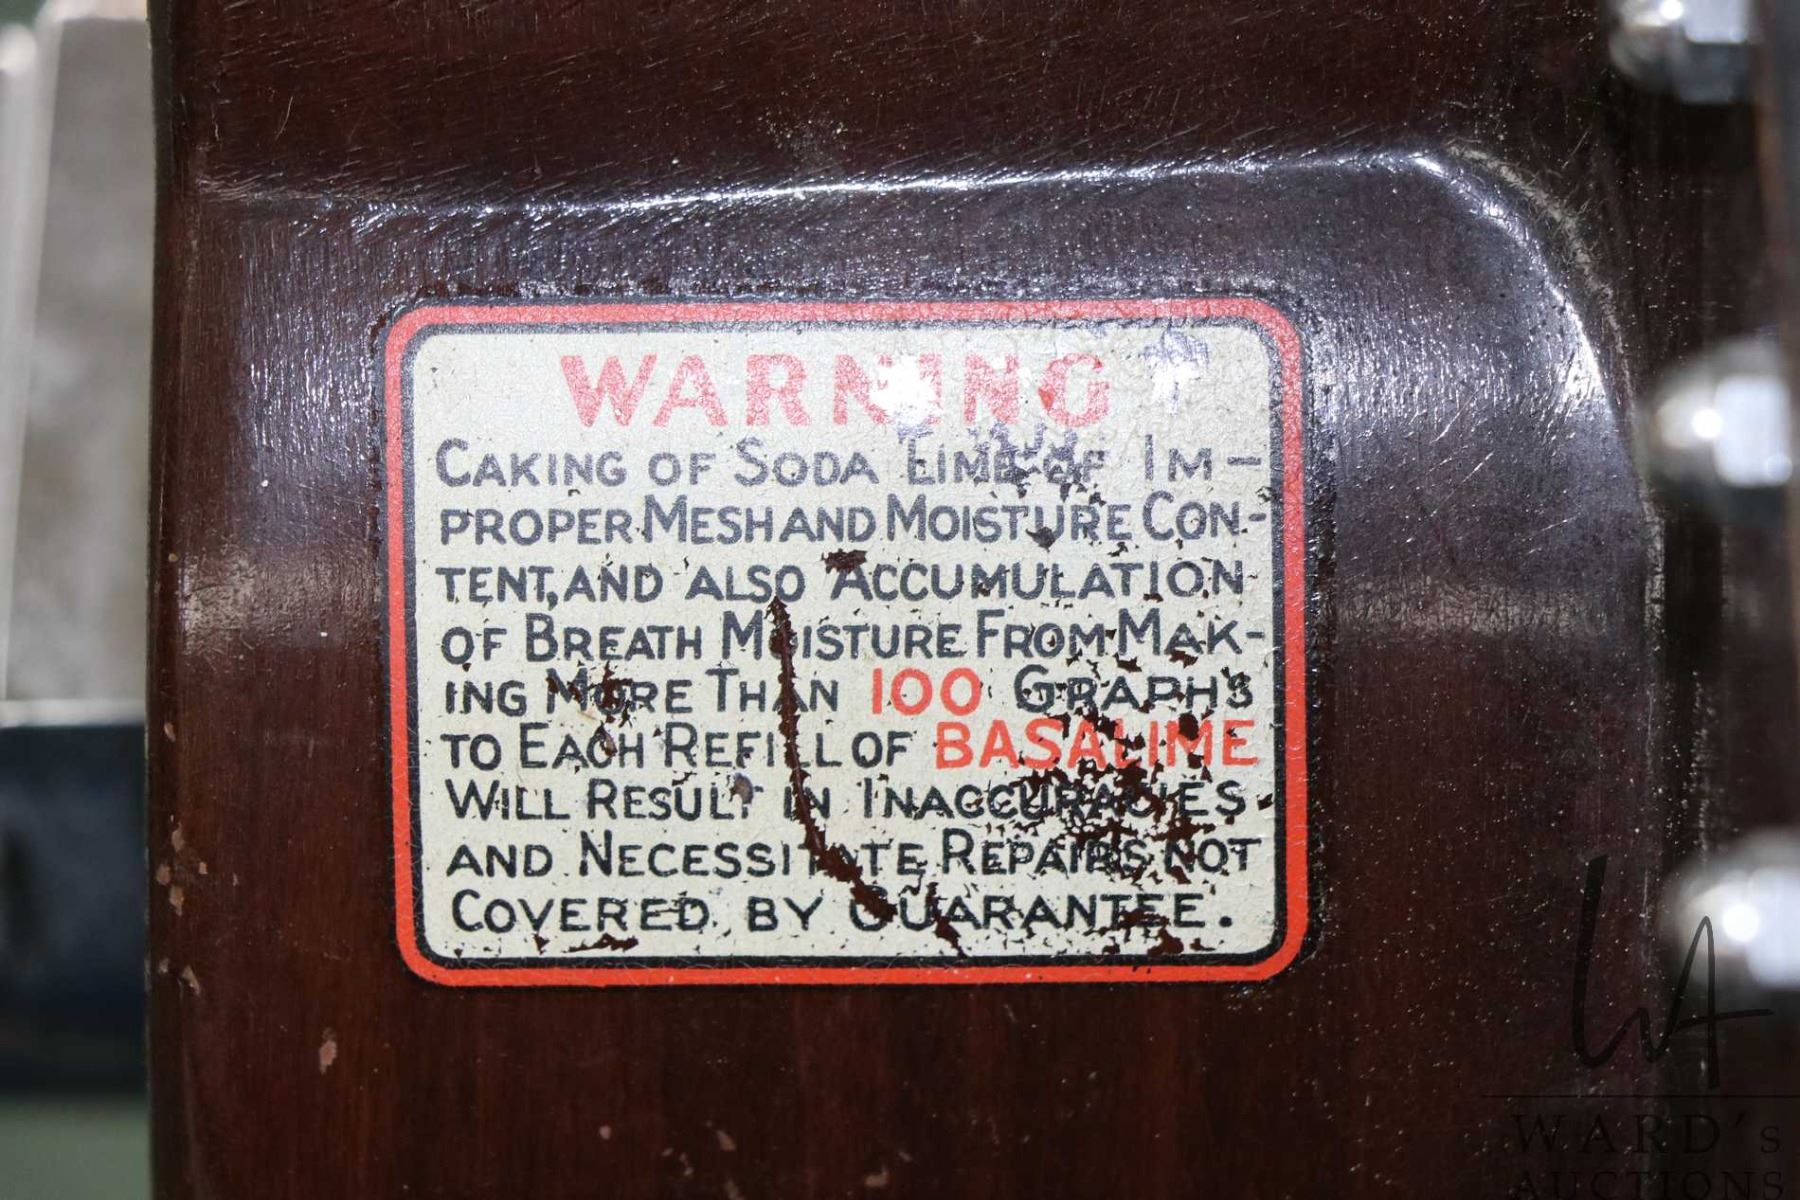 WARNING
CAKING OF SODA LIME OF IM-
PROPER MESH AND MOISTURE CON-
TENT, AND ALSO ACCUMULATION
OF BREATH MOISTURE FROM MAK-
ING MORE THAN 100 GRAPHS
TO EACH REFILL OF BASALIME
WILL RESULT IN INACCURACIES
AND NECESSITATE REPAIRS NOT
COVERED BY GUARANTEE.
WA
WARD's
AUCTIONS